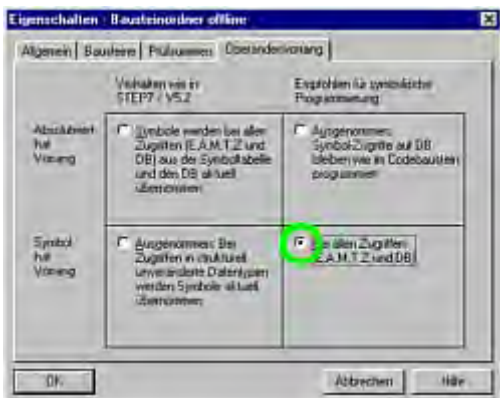 Eigenschaften - Bausteinordner offline
Allgemein Bausteine Prüfsummen Operandenvorrang
Verhalten wie in
STEP7 / V5.2
Empfohlen für symbolische
Programmierung
Absolutwert
hat
Vorrang
Symbole werden bei allen
Zugriffen (E,A,M,T,Z und
DB) aus der Symboltabelle
und den DB aktuell
übernommen
Ausgenommen:
Symbol-Zugriffe auf DB
bleiben wie im Codebaustein
programmiert
Symbol
hat
Vorrang
Ausgenommen: Bei
Zugriffen in strukturell
unveränderte Datentypen
werden Symbole aktuell
übernommen
Bei allen Zugriffen
(E,A,M,T,Z und DB)
OK Abbrechen Hilfe